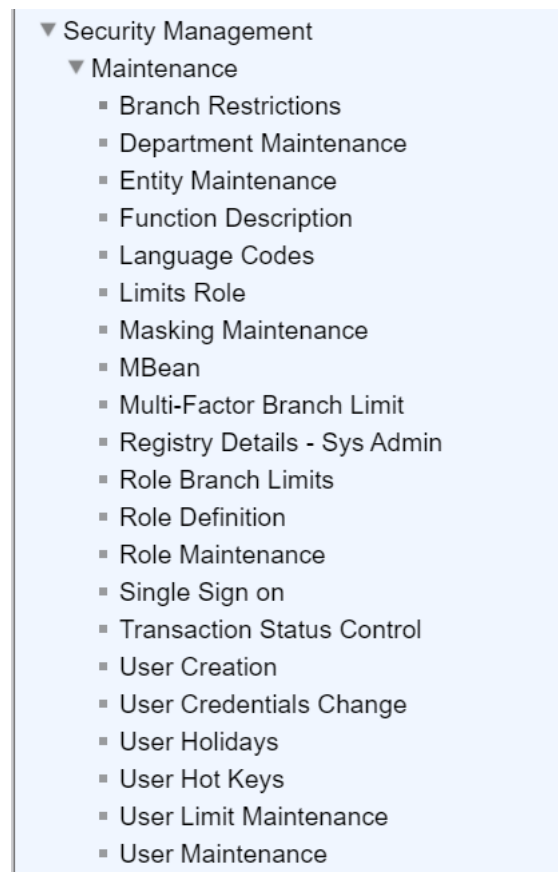 Security Management
Maintenance
Branch Restrictions
Department Maintenance
Entity Maintenance
Function Description
Language Codes
Limits Role
Masking Maintenance
MBean
Multi-Factor Branch Limit
Registry Details - Sys Admin
Role Branch Limits
Role Definition
Role Maintenance
Single Sign on
Transaction Status Control
User Creation
User Credentials Change
User Holidays
User Hot Keys
User Limit Maintenance
User Maintenance